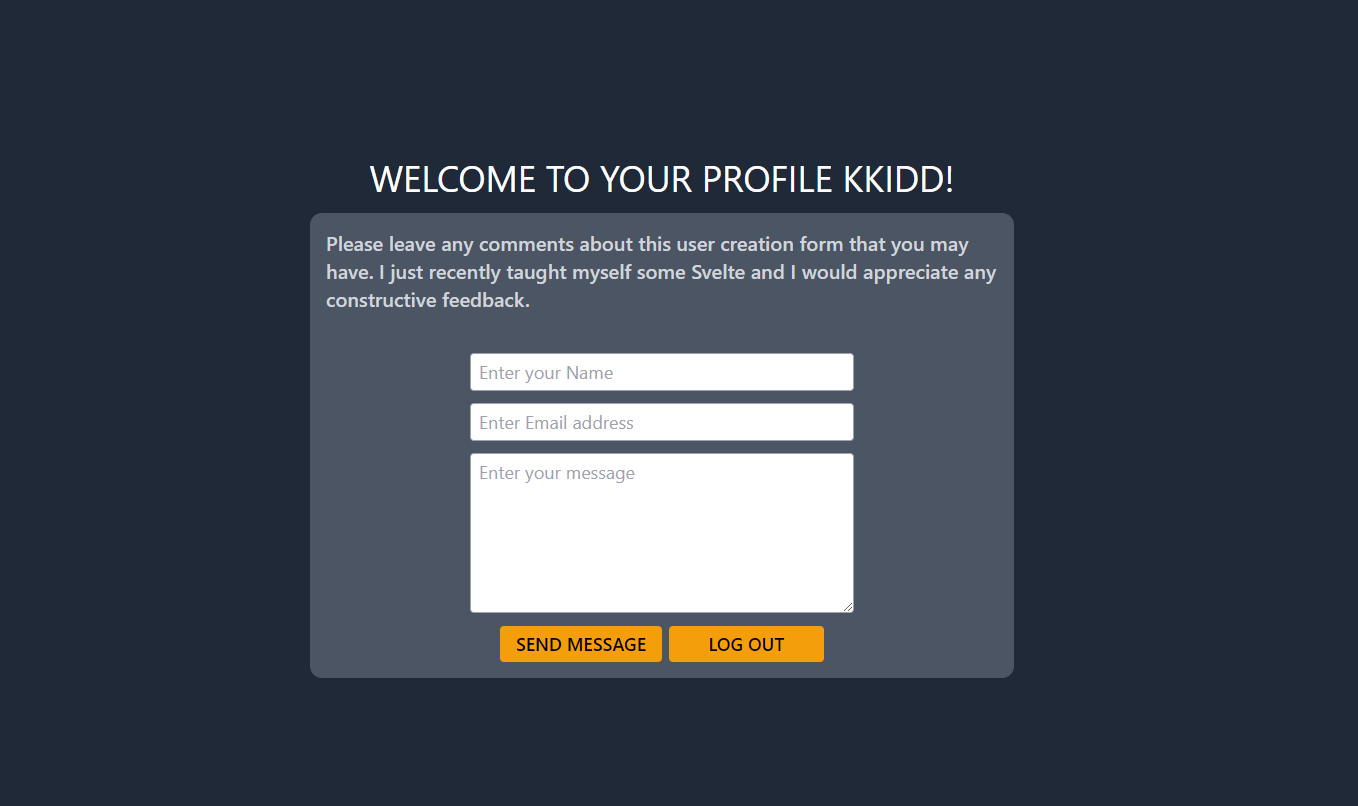 WELCOME TO YOUR PROFILE KKIDD!
Please leave any comments about this user creation form that you may
have. I just recently taught myself some Svelte and I would appreciate any
constructive feedback.
Enter your Name
Enter Email address
Enter your message
SEND MESSAGE
LOG OUT